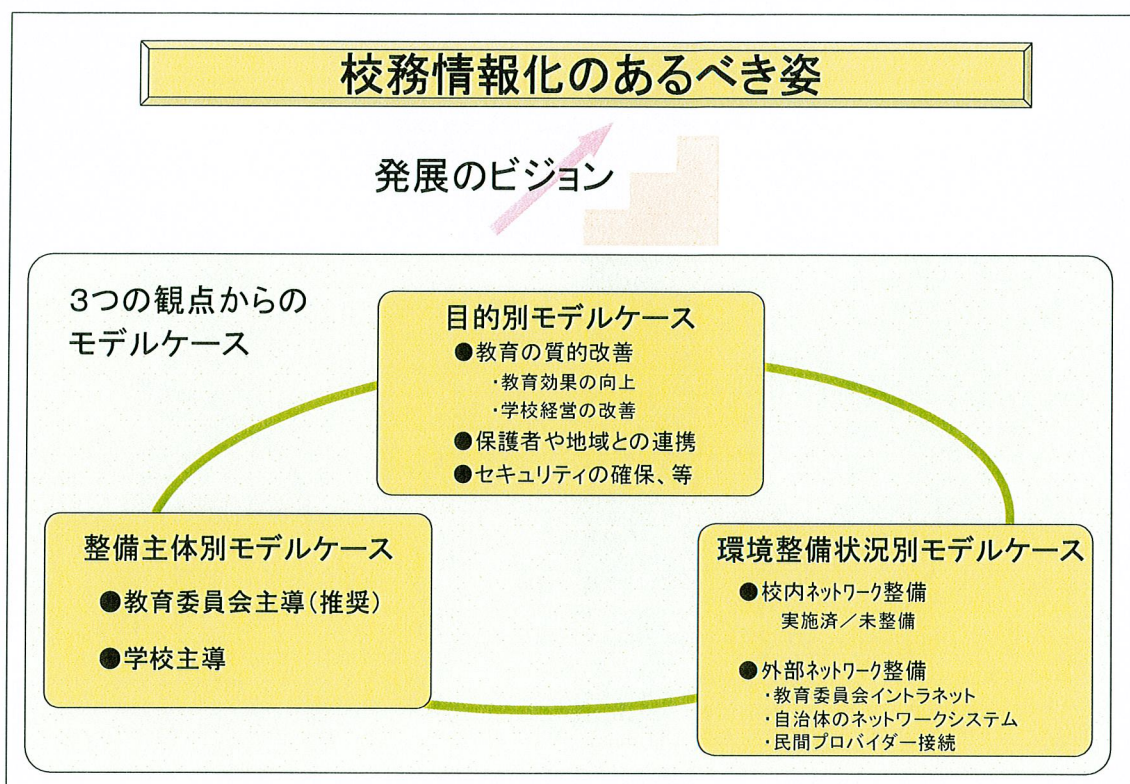 校務情報化のあるべき姿
発展のビジョン
3つの観点からの
モデルケース
目的別モデルケース
●教育の質的改善
・教育効果の向上
・学校経営の改善
●保護者や地域との連携
●セキュリティの確保、等
整備主体別モデルケース
●教育委員会主導(推奨)
●学校主導
環境整備状況別モデルケース
●校内ネットワーク整備
実施済／未整備
●外部ネットワーク整備
・教育委員会イントラネット
・自治体のネットワークシステム
・民間プロバイダー接続